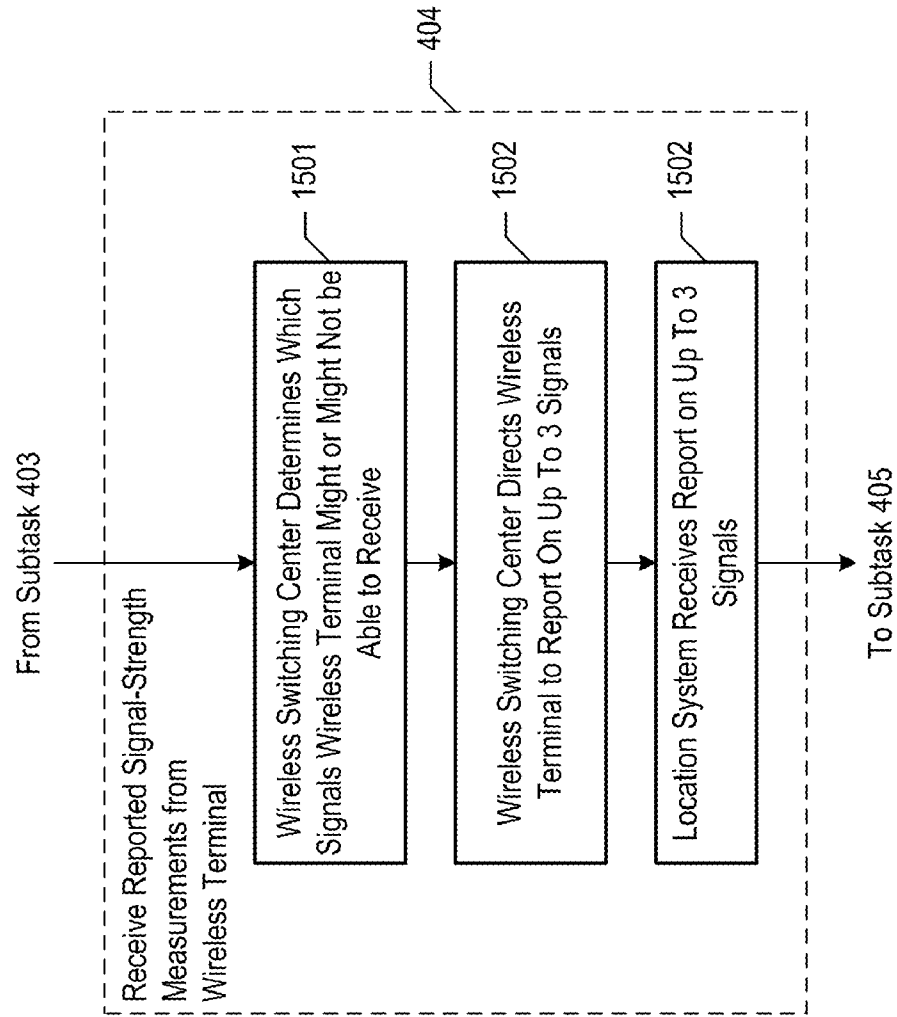 From Subtask 403
404
Receive Reported Signal-Strength
Measurements from
Wireless Terminal
1501
Wireless Switching Center Determines Which
Signals Wireless Terminal Might or Might Not be
Able to Receive
1502
Wireless Switching Center Directs Wireless
Terminal to Report On Up To 3 Signals
1502
Location System Receives Report on Up To 3
Signals
To Subtask 405